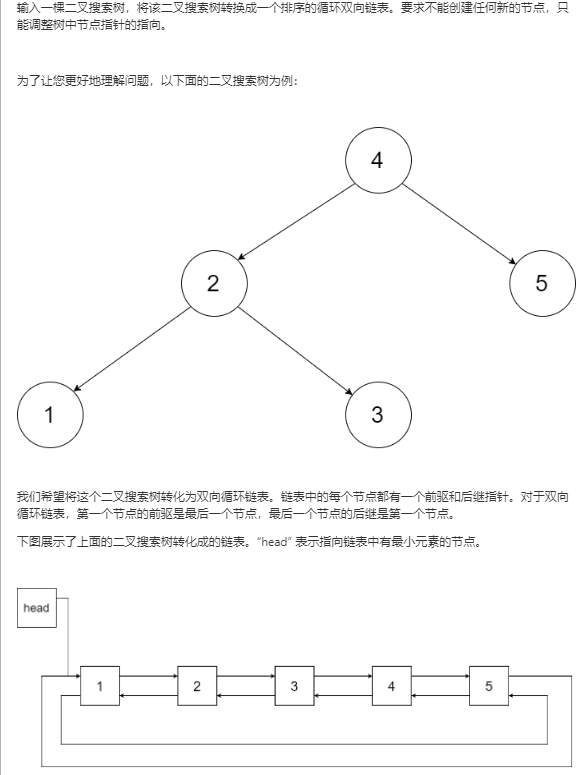 输入一棵二叉搜索树，将该二叉搜索树转换成一个排序的循环双向链表。要求不能创建任何新的节点，只
能调整树中节点指针的指向。
为了让您更好地理解问题，以下面的二叉搜索树为例：
4
2
5
1
3
我们希望将这个二叉搜索树转化为双向循环链表。链表中的每个节点都有一个前驱和后继指针。对于双向
循环链表，第一个节点的前驱是最后一个节点，最后一个节点的后继是第一个节点。
下图展示了上面的二叉搜索树转化成的链表。“head” 表示指向链表中有最小元素的节点。
head
1 2 3 4 5